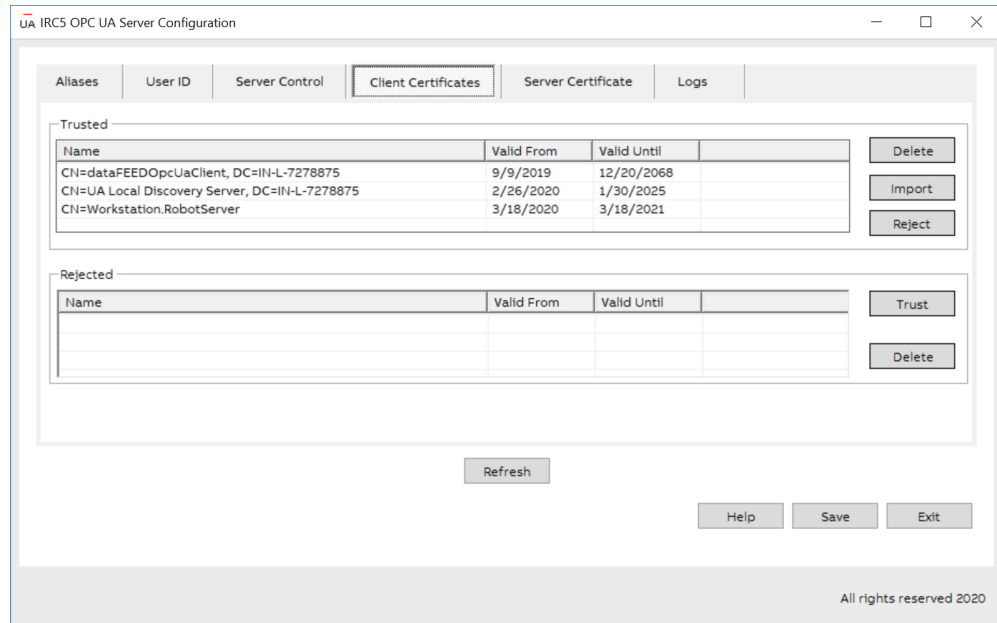 UA IRC5 OPC UA Server Configuration
Aliases User ID Server Control Client Certificates Server Certificate Logs
Trusted
Name Valid From Valid Until
CN=dataFEEDOpcUaClient, DC=IN-L-7278875 9/9/2019 12/20/2068
CN=UA Local Discovery Server, DC=IN-L-7278875 2/26/2020 1/30/2025
CN=Workstation.RobotServer 3/18/2020 3/18/2021
Delete
Import
Reject
Rejected
Name Valid From Valid Until
Trust
Delete
Refresh
Help Save Exit
All rights reserved 2020